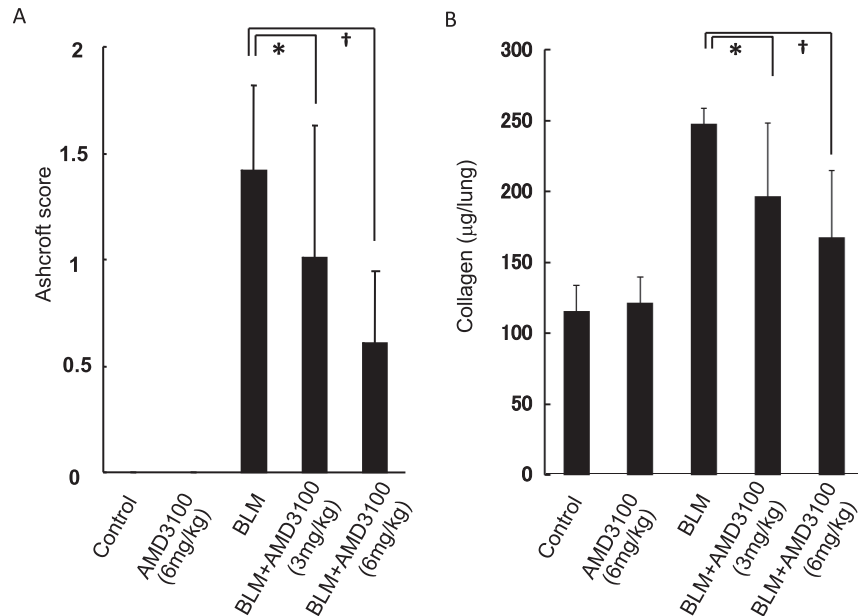 A
Ashcroft score
2
1.5
1
0.5
0
*
†
Control
AMD3100
(6mg/kg)
BLM
BLM+AMD3100
(3mg/kg)
BLM+AMD3100
(6mg/kg)
B
Collagen (μg/lung)
300
250
200
150
100
50
0
*
†
Control
AMD3100
(6mg/kg)
BLM
BLM+AMD3100
(3mg/kg)
BLM+AMD3100
(6mg/kg)